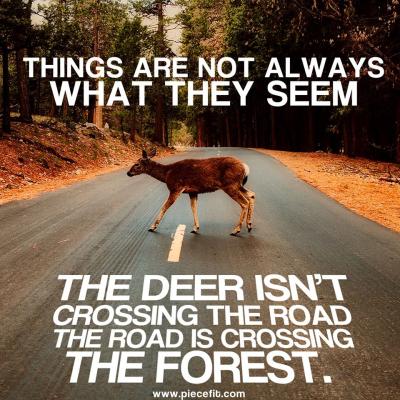 THINGS ARE NOT ALWAYS
WHAT THEY SEEM
THE DEER ISN'T
CROSSING THE ROAD
THE ROAD IS CROSSING
THE FOREST.
www.piecefit.com